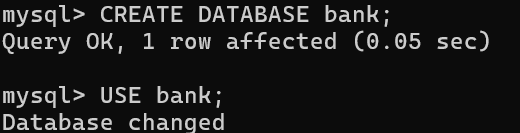 mysql> CREATE DATABASE bank;
Query OK, 1 row affected (0.05 sec)
mysql> USE bank;
Database changed